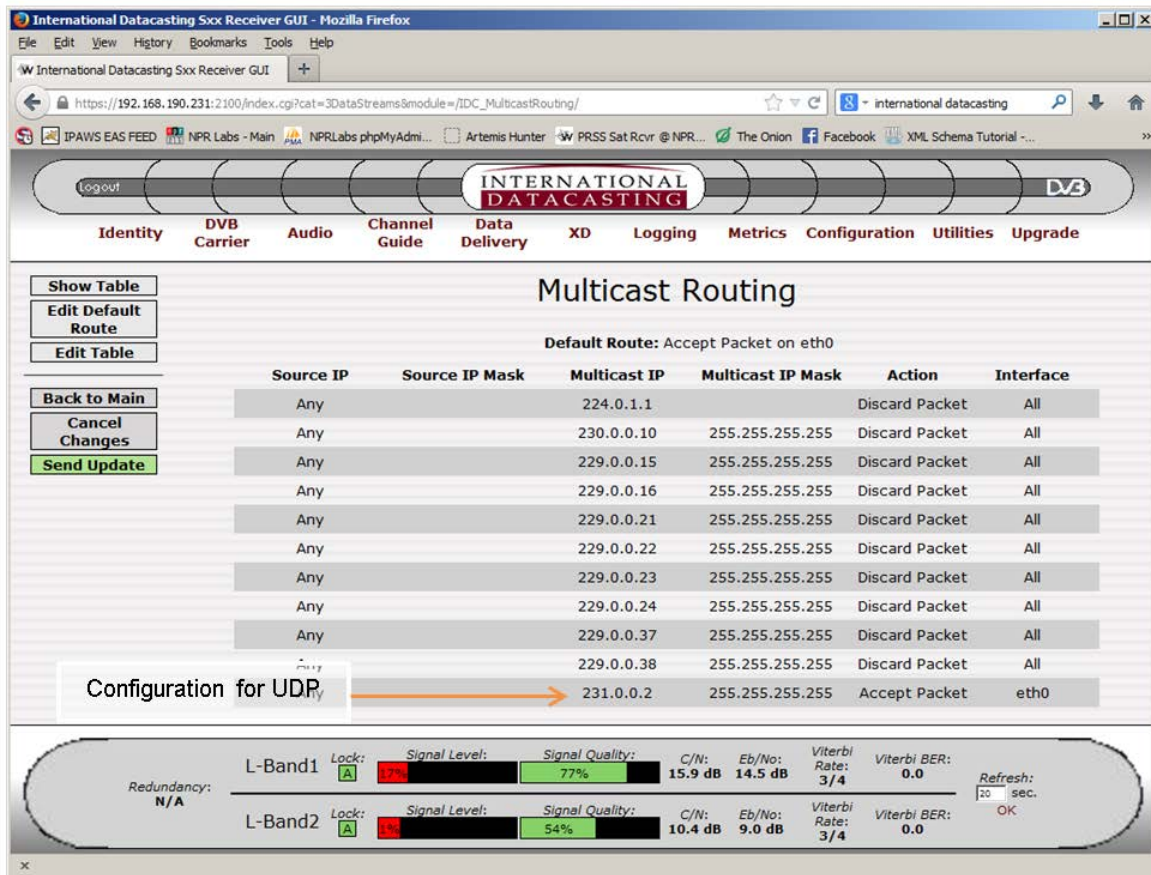 International Datacasting Sxx Receiver GUI - Mozilla Firefox
File Edit View History Bookmarks Tools Help
International Datacasting Sxx Receiver GUI
https://192.168.190.231:2100/index.cgi?cat=3DataStreams&module=/IDC_MulticastRouting/
international datacasting
IPAWS EAS FEED NPR Labs - Main NPRLabs phpMyAdmi... Artemis Hunter PRSS Sat Rcvr @ NPR... The Onion Facebook XML Schema Tutorial -...
Logout
INTERNATIONAL
DATACASTING
DVB
Identity DVB Carrier Audio Channel Guide Data Delivery XD Logging Metrics Configuration Utilities Upgrade
Show Table
Edit Default Route
Edit Table
Back to Main
Cancel Changes
Send Update
Multicast Routing
Default Route: Accept Packet on eth0
Source IP Source IP Mask Multicast IP Multicast IP Mask Action Interface
Any 224.0.1.1 Discard Packet All
Any 230.0.0.10 255.255.255.255 Discard Packet All
Any 229.0.0.15 255.255.255.255 Discard Packet All
Any 229.0.0.16 255.255.255.255 Discard Packet All
Any 229.0.0.21 255.255.255.255 Discard Packet All
Any 229.0.0.22 255.255.255.255 Discard Packet All
Any 229.0.0.23 255.255.255.255 Discard Packet All
Any 229.0.0.24 255.255.255.255 Discard Packet All
Any 229.0.0.37 255.255.255.255 Discard Packet All
Any 229.0.0.38 255.255.255.255 Discard Packet All
Any 231.0.0.2 255.255.255.255 Accept Packet eth0
Configuration for UDP
Redundancy:
N/A
L-Band1 Lock: A Signal Level: 17% Signal Quality: 77% C/N: 15.9 dB Eb/No: 14.5 dB Viterbi Rate: 3/4 Viterbi BER: 0.0
L-Band2 Lock: A Signal Level: 1% Signal Quality: 54% C/N: 10.4 dB Eb/No: 9.0 dB Viterbi Rate: 3/4 Viterbi BER: 0.0
Refresh:
20 sec.
OK